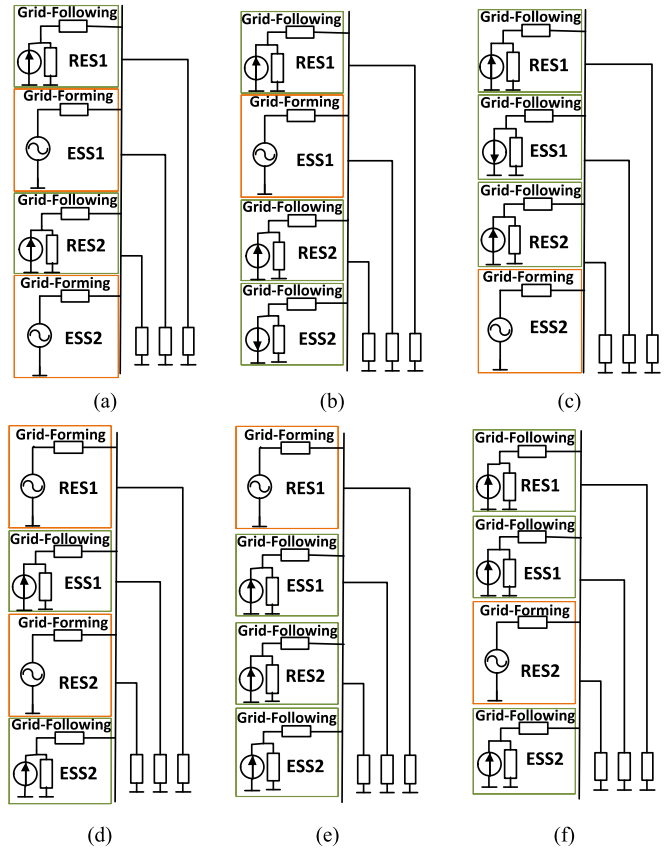 Grid-Following
RES1
Grid-Forming
ESS1
Grid-Following
RES2
Grid-Forming
ESS2
(a)
Grid-Following
RES1
Grid-Forming
ESS1
Grid-Following
RES2
Grid-Following
ESS2
(b)
Grid-Following
RES1
Grid-Following
ESS1
Grid-Following
RES2
Grid-Forming
ESS2
(c)
Grid-Forming
RES1
Grid-Following
ESS1
Grid-Forming
RES2
Grid-Following
ESS2
(d)
Grid-Forming
RES1
Grid-Following
ESS1
Grid-Following
RES2
Grid-Following
ESS2
(e)
Grid-Following
RES1
Grid-Following
ESS1
Grid-Forming
RES2
Grid-Following
ESS2
(f)